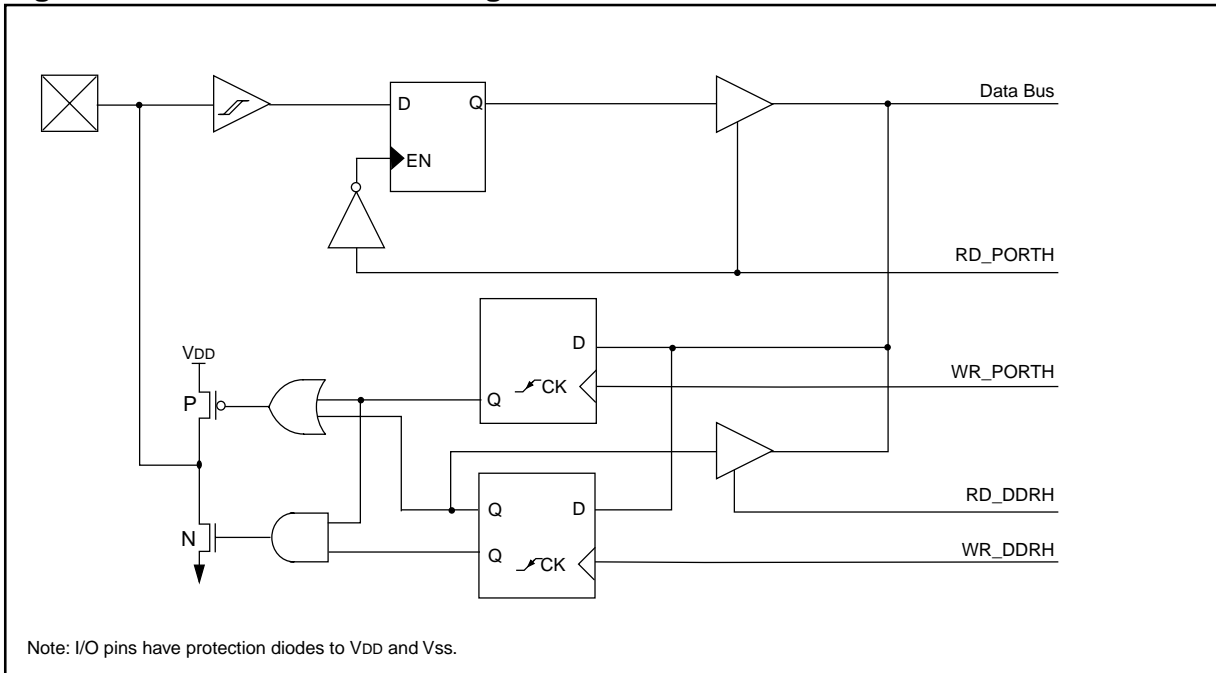 D
Q
Data Bus
EN
RD_PORTH
D
VDD
WR_PORTH
CK
P
Q
RD_DDRH
Q
D
N
Q
CK
WR_DDRH
Note: I/O pins have protection diodes to VDD and Vss.